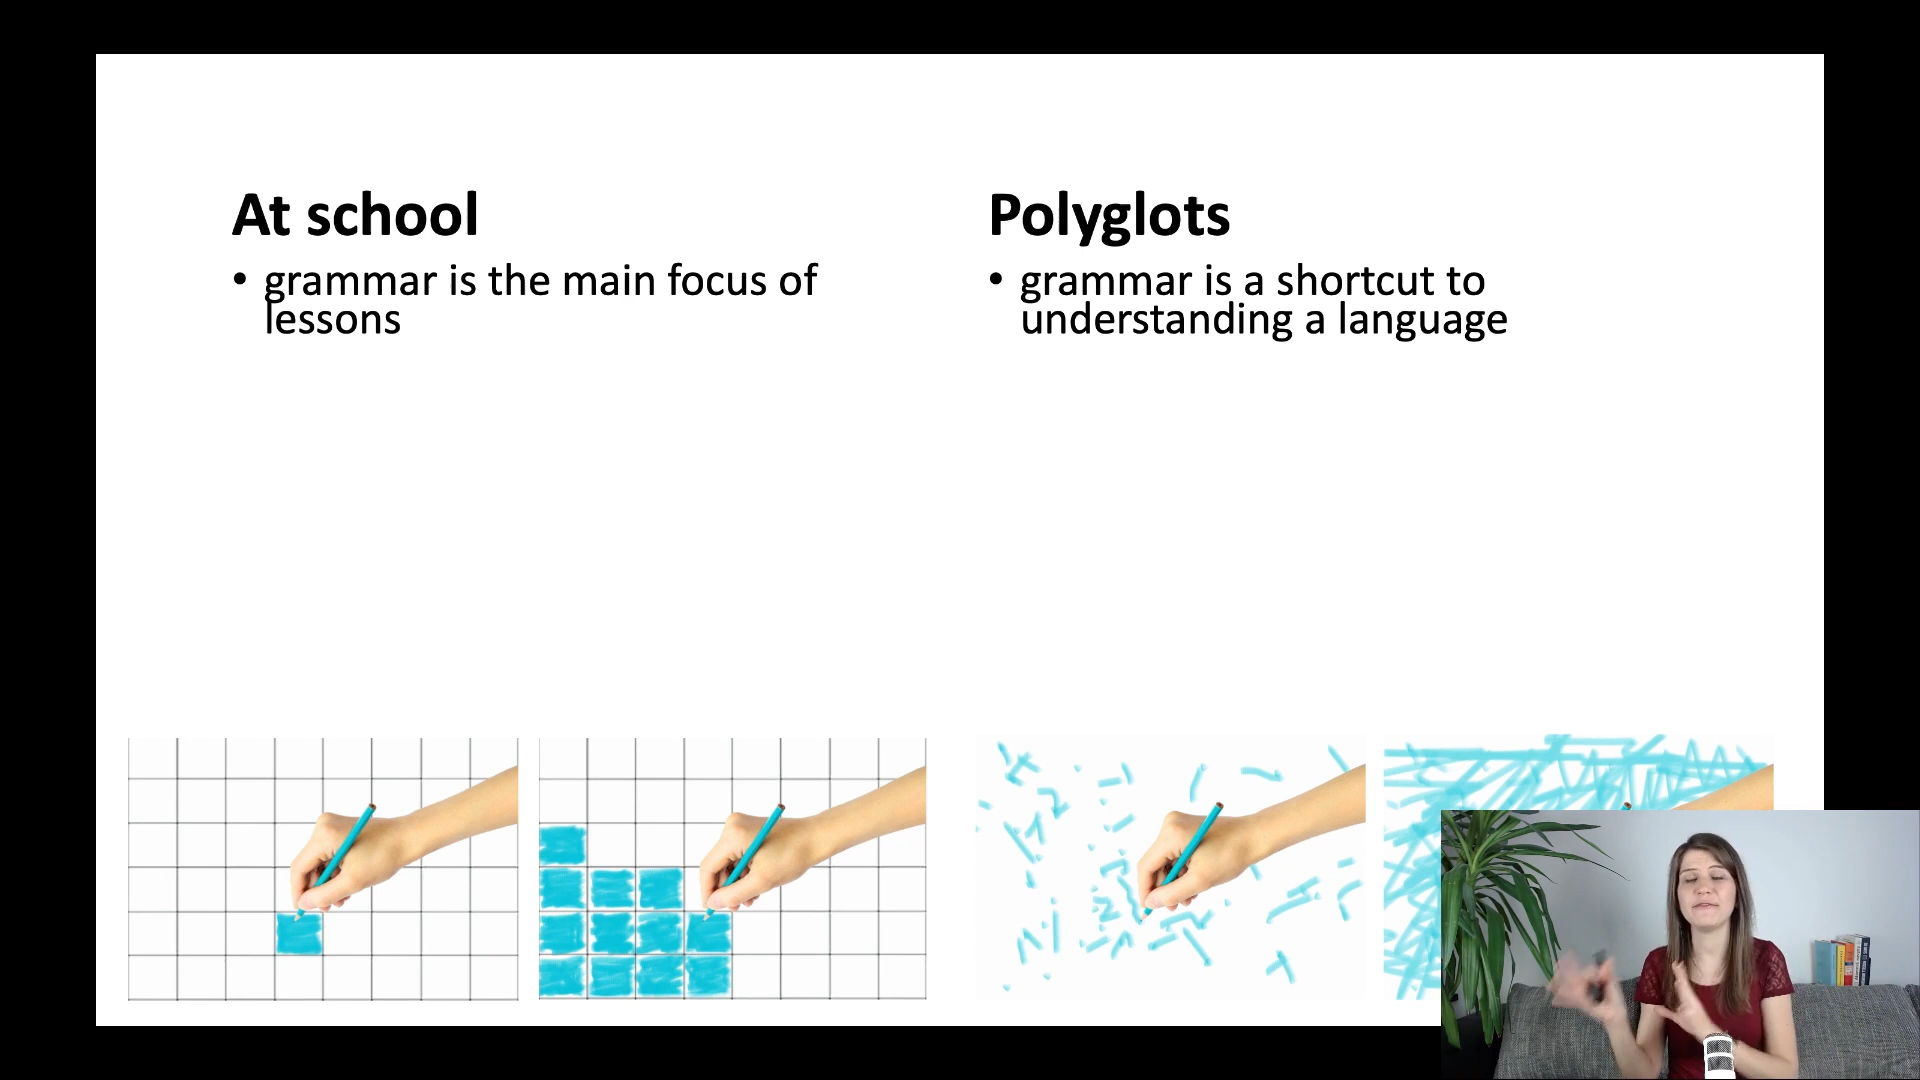 At school
• grammar is the main focus of
lessons
Polyglots
• grammar is a shortcut to
understanding a language